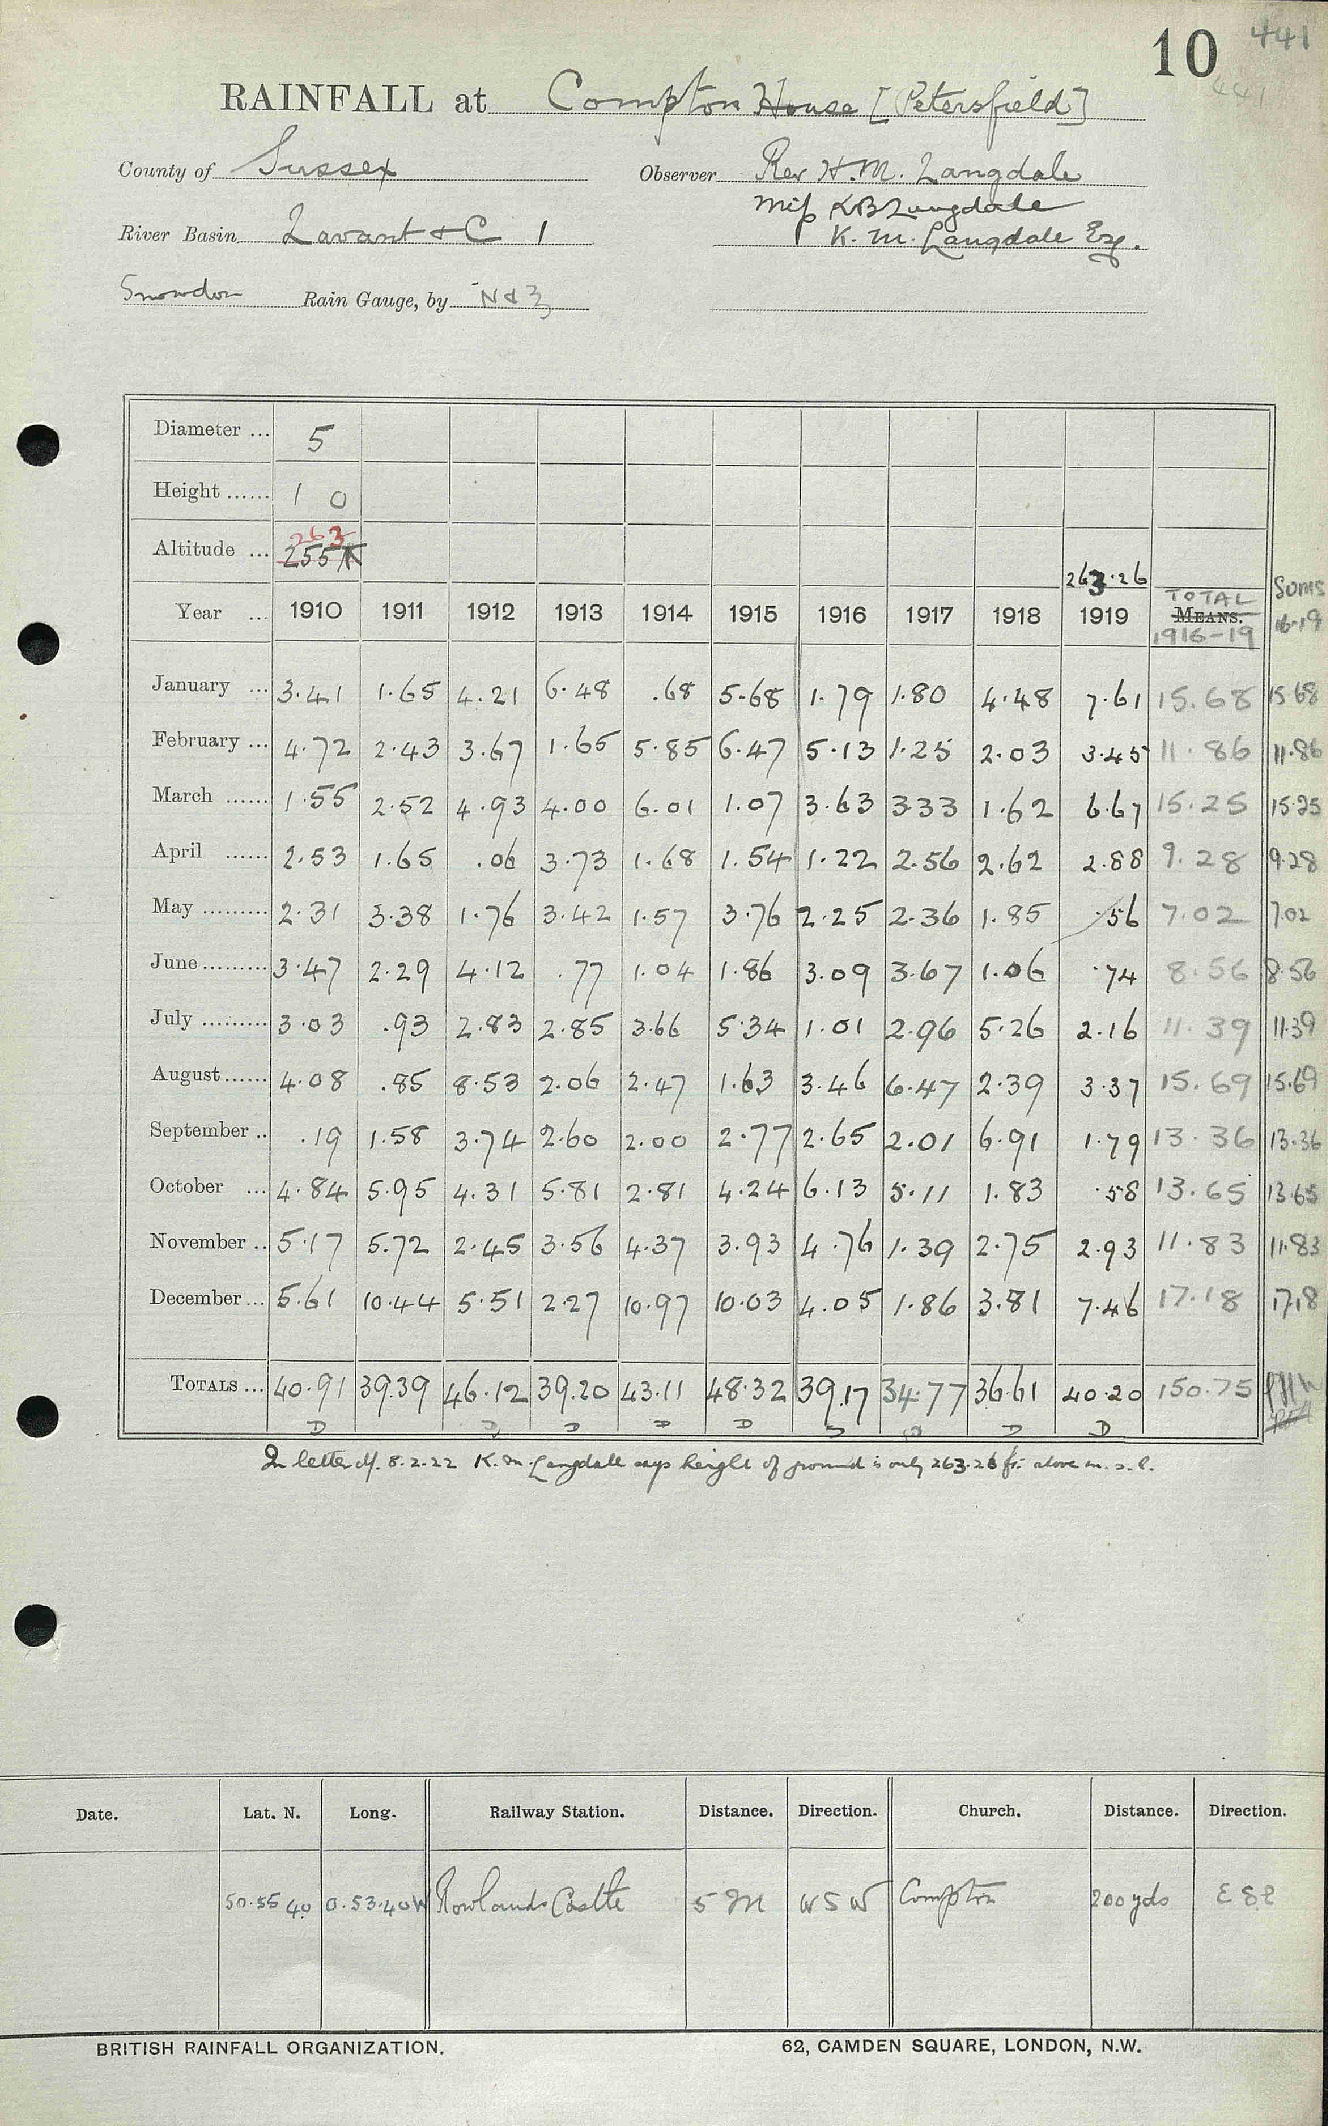 10 441
441
RAINFALL at Compton House [Petersfield]
County of Sussex Observer Rev H.M. Langdale
Miss K B Langdale
River Basin Lavant & C 1 K. M. Langdale Esq.
Snowdon Rain Gauge, by N & Z
Diameter ... 5
Height ...... 1 0
263
Altitude ... 255 263.26
Year ... 1910 1911 1912 1913 1914 1915 1916 1917 1918 1919 TOTAL MEANS. 1916-19 Sums 16-19
January ... 3.41 1.65 4.21 6.48 .68 5.68 1.79 1.80 4.48 7.61 15.68 15.68
February ... 4.72 2.43 3.67 1.65 5.85 6.47 5.13 1.25 2.03 3.45 11.86 11.86
March ...... 1.55 2.52 4.93 4.00 6.01 1.07 3.63 3.33 1.62 6.67 15.25 15.25
April ...... 2.53 1.65 .06 3.73 1.68 1.54 1.22 2.56 2.62 2.88 9.28 9.28
May ......... 2.31 3.38 1.76 3.42 1.57 3.76 2.25 2.36 1.85 .56 7.02 7.02
June......... 3.47 2.29 4.12 .77 1.04 1.86 3.09 3.67 1.06 .74 8.56 8.56
July ......... 3.03 .93 2.83 2.85 3.66 5.34 1.01 2.96 5.26 2.16 11.39 11.39
August...... 4.08 .85 8.53 2.06 2.47 1.63 3.46 6.47 2.39 3.37 15.69 15.69
September .. .19 1.58 3.74 2.60 2.00 2.77 2.65 2.01 6.91 1.79 13.36 13.36
October ... 4.84 5.95 4.31 5.81 2.81 4.24 6.13 5.11 1.83 .58 13.65 13.65
November .. 5.17 5.72 2.45 3.56 4.37 3.93 4.76 1.39 2.75 2.93 11.83 11.83
December ... 5.61 10.44 5.51 2.27 10.97 10.03 4.05 1.86 3.81 7.46 17.18 17.18
TOTALS ... 40.91 39.39 46.12 39.20 43.11 48.32 39.17 34.77 36.61 40.20 150.75
D D D D D D D
In letter of 8.2.22 K. M. Langdale says height of ground is only 263.26 ft. above m.s.l.
Date. Lat. N. Long. Railway Station. Distance. Direction. Church. Distance. Direction.
50.55 40 0.53.40W Rowlands Castle 5 M WSW Compton 200 yds ESE
BRITISH RAINFALL ORGANIZATION. 62, CAMDEN SQUARE, LONDON, N.W.